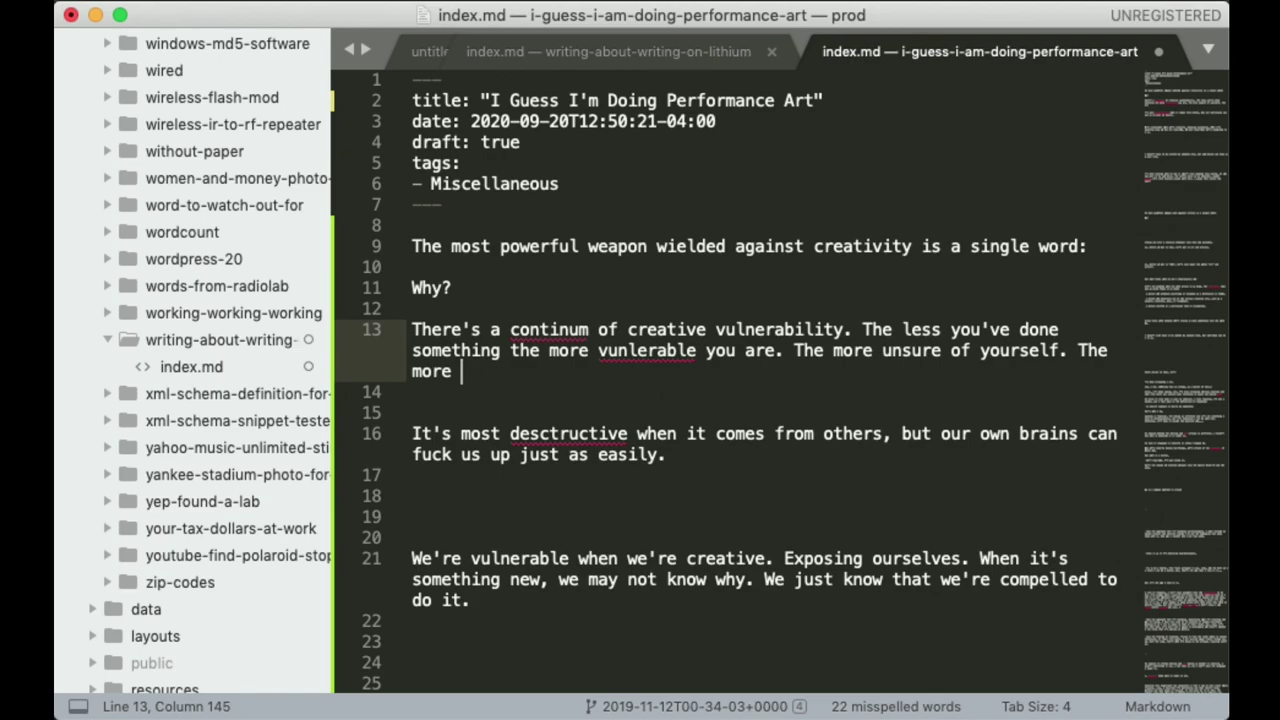 index.md — i-guess-i-am-doing-performance-art — prod
UNREGISTERED
windows-md5-software
wired
wireless-flash-mod
wireless-ir-to-rf-repeater
without-paper
women-and-money-photo-
word-to-watch-out-for
wordcount
wordpress-20
words-from-radiolab
working-working-working
writing-about-writing-
index.md
xml-schema-definition-for-
xml-schema-snippet-teste
yahoo-music-unlimited-sti
yankee-stadium-photo-for
yep-found-a-lab
your-tax-dollars-at-work
youtube-find-polaroid-stop
zip-codes
data
layouts
public
resources
untitle
index.md — writing-about-writing-on-lithium
index.md — i-guess-i-am-doing-performance-art
1 ---
2 title: "I Guess I'm Doing Performance Art"
3 date: 2020-09-20T12:50:21-04:00
4 draft: true
5 tags:
6 - Miscellaneous
7 ---
8
9 The most powerful weapon wielded against creativity is a single word:
10
11 Why?
12
13 There's a continum of creative vulnerability. The less you've done
something the more vunlerable you are. The more unsure of yourself. The
more
14
15
16 It's most desctructive when it comes from others, but our own brains can
fuck us up just as easily.
17
18
19
20
21 We're vulnerable when we're creative. Exposing ourselves. When it's
something new, we may not know why. We just know that we're compelled to
do it.
22
23
24
25
Line 13, Column 145
2019-11-12T00-34-03+0000 4
22 misspelled words
Tab Size: 4
Markdown